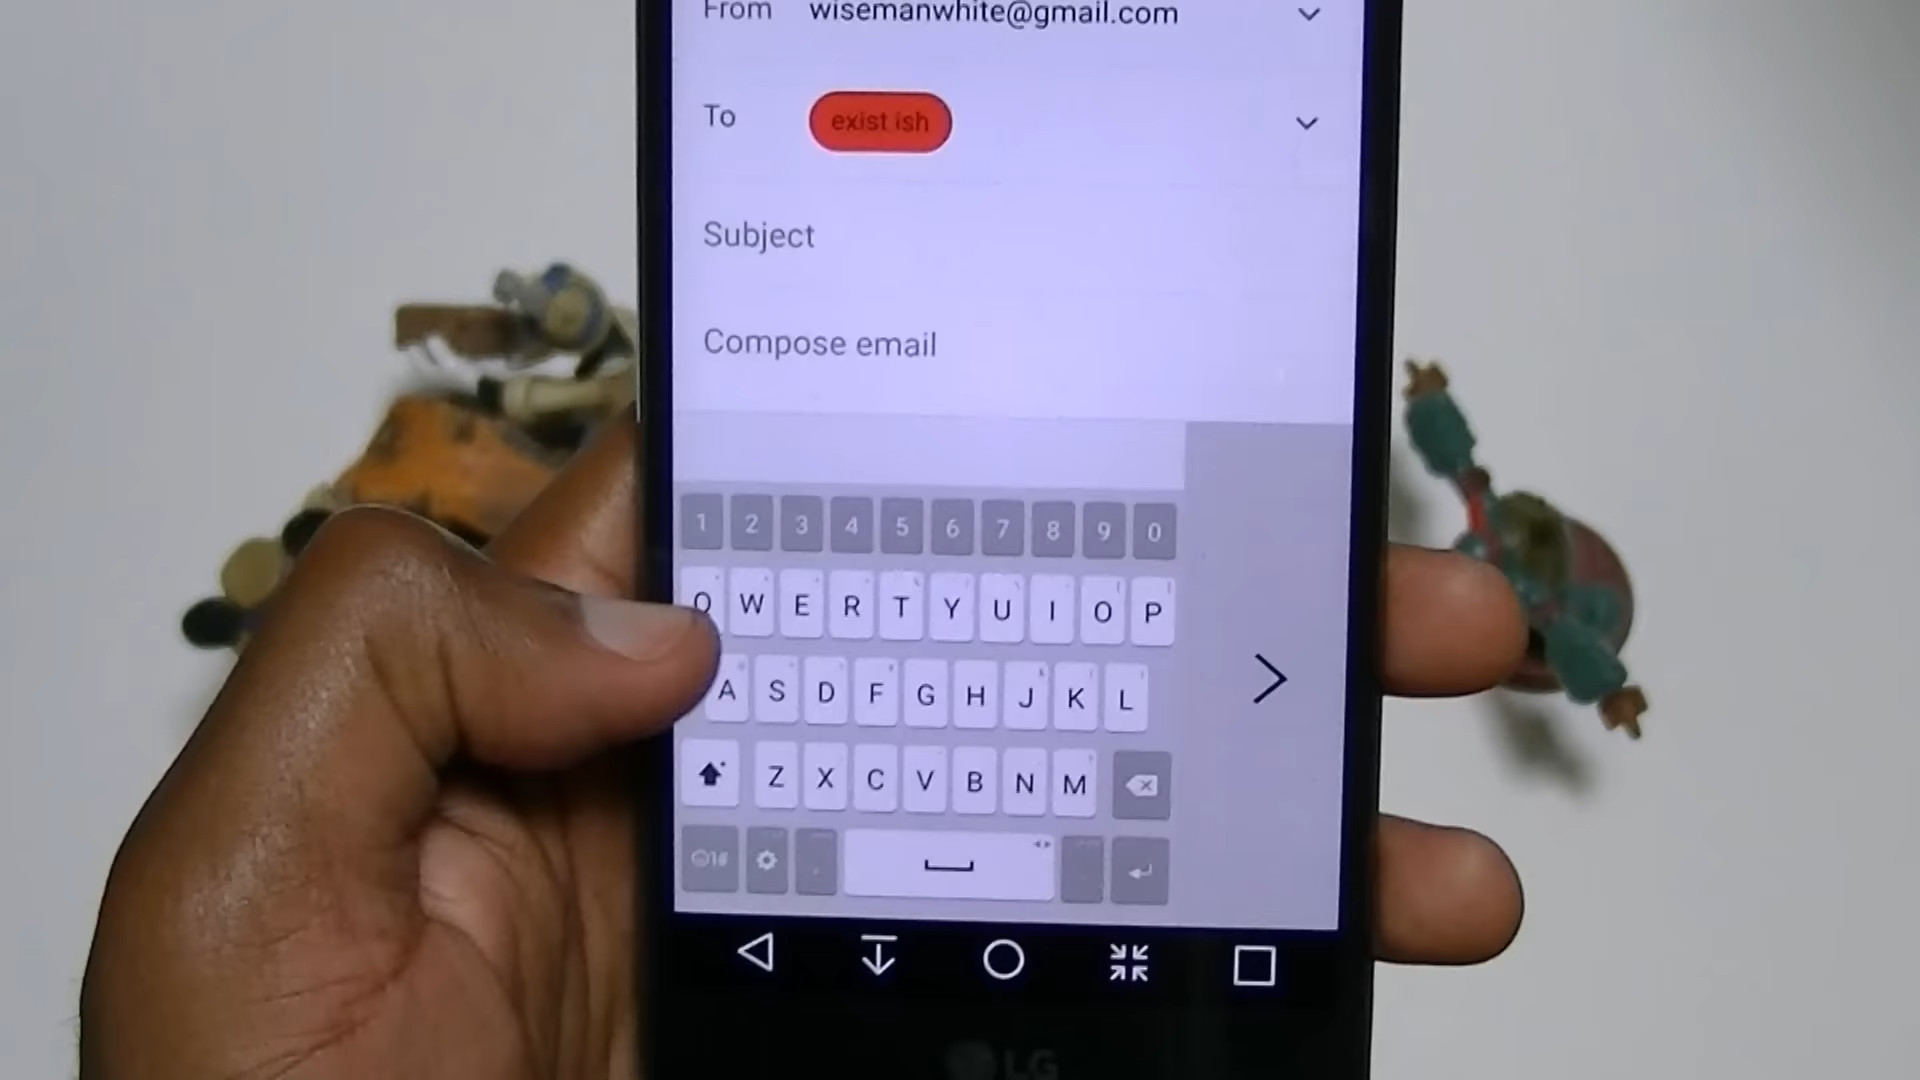 From wisemanwhite@gmail.com
To exist ish
Subject
Compose email
1 2 3 4 5 6 7 8 9 0
Q W E R T Y U I O P
A S D F G H J K L
Z X C V B N M
☺1#
LG